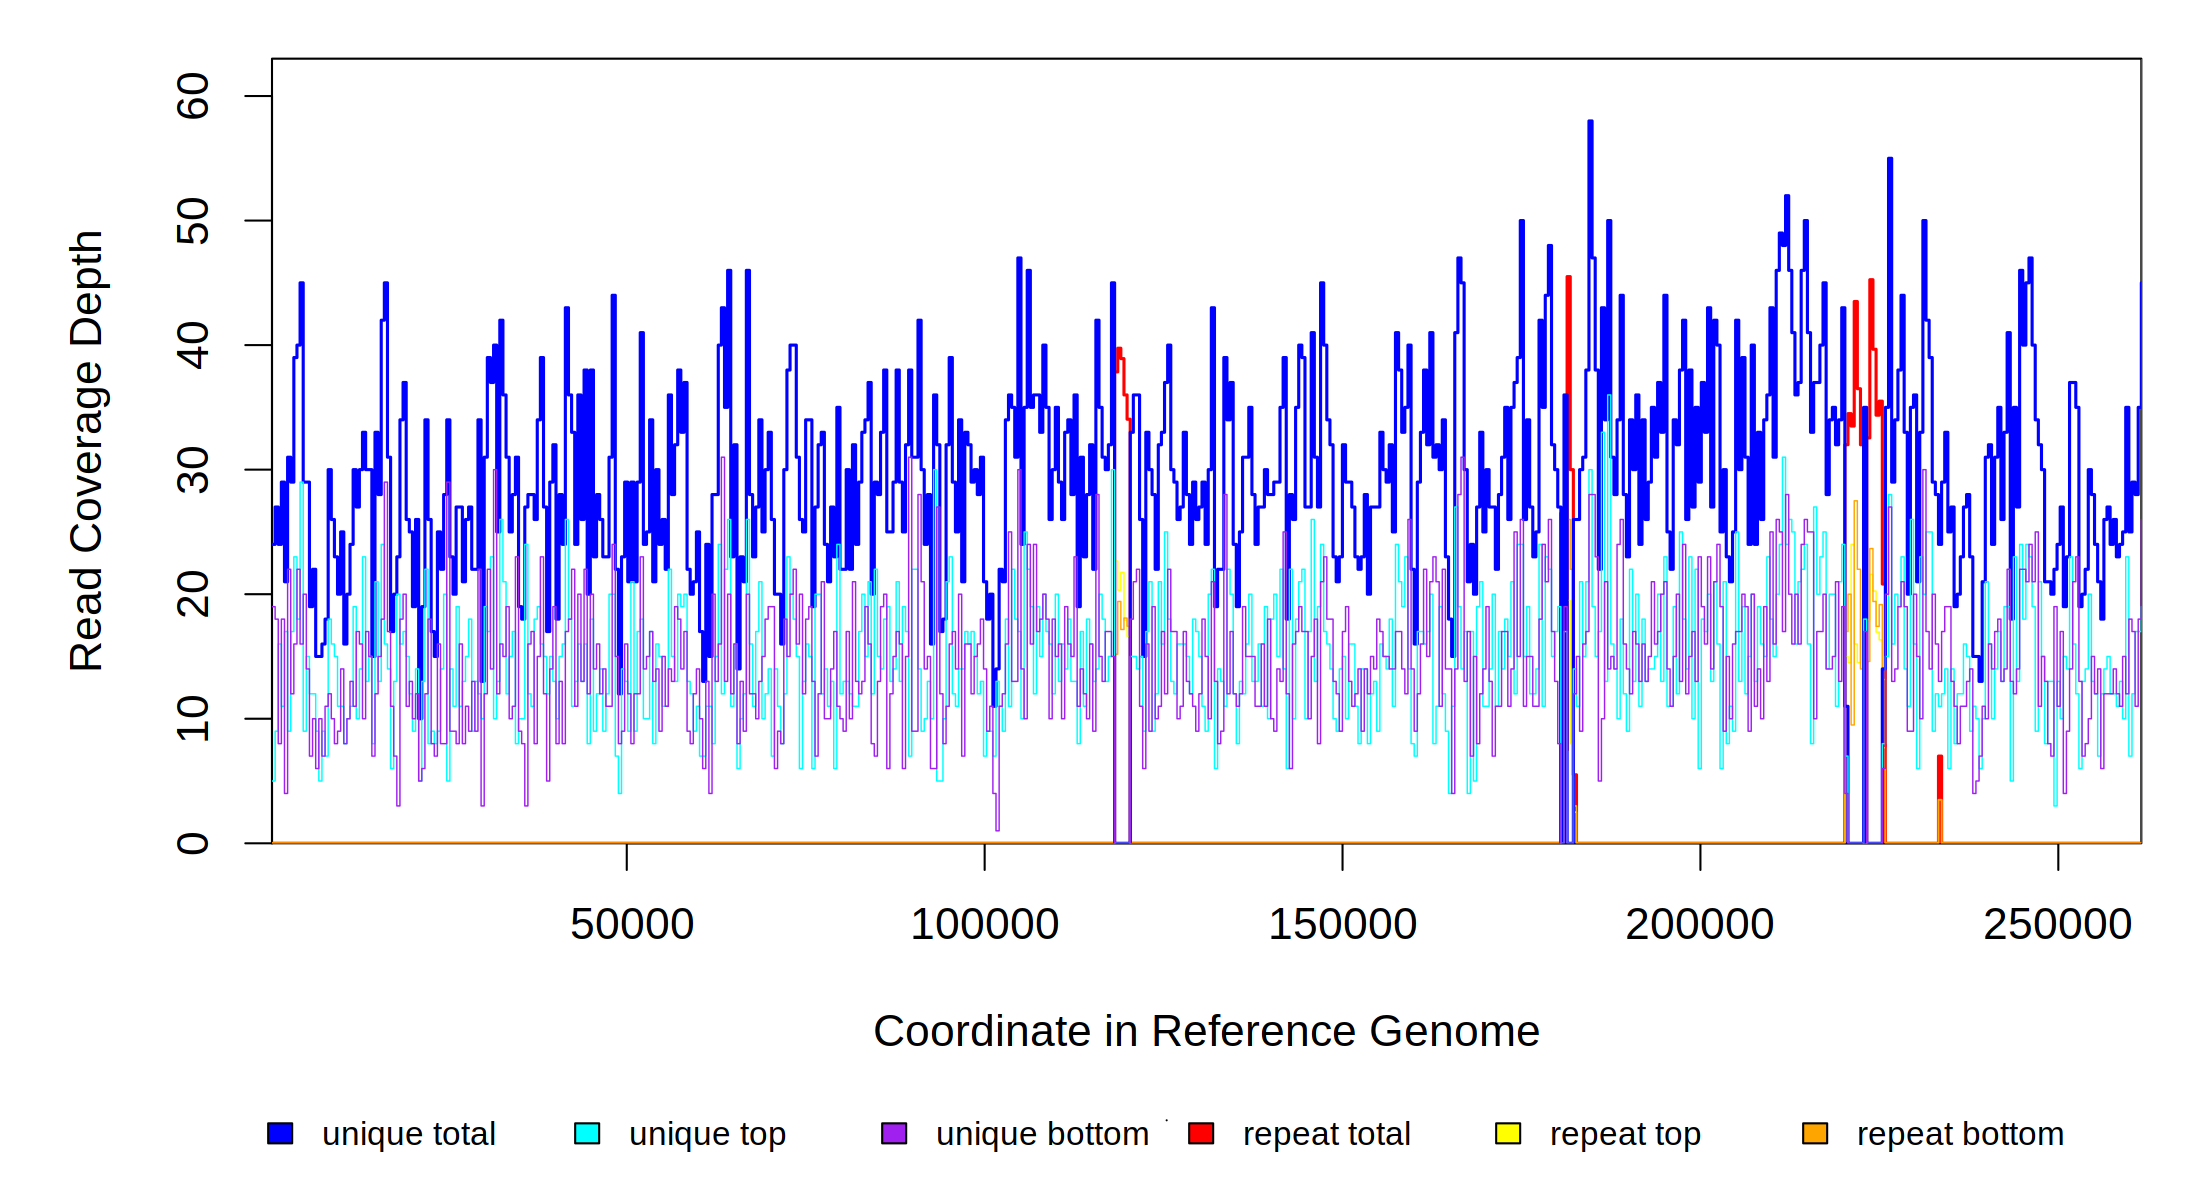 60
50
40
30
20
10
0
Read Coverage Depth
50000 100000 150000 200000 250000
Coordinate in Reference Genome
unique total unique top unique bottom repeat total repeat top repeat bottom